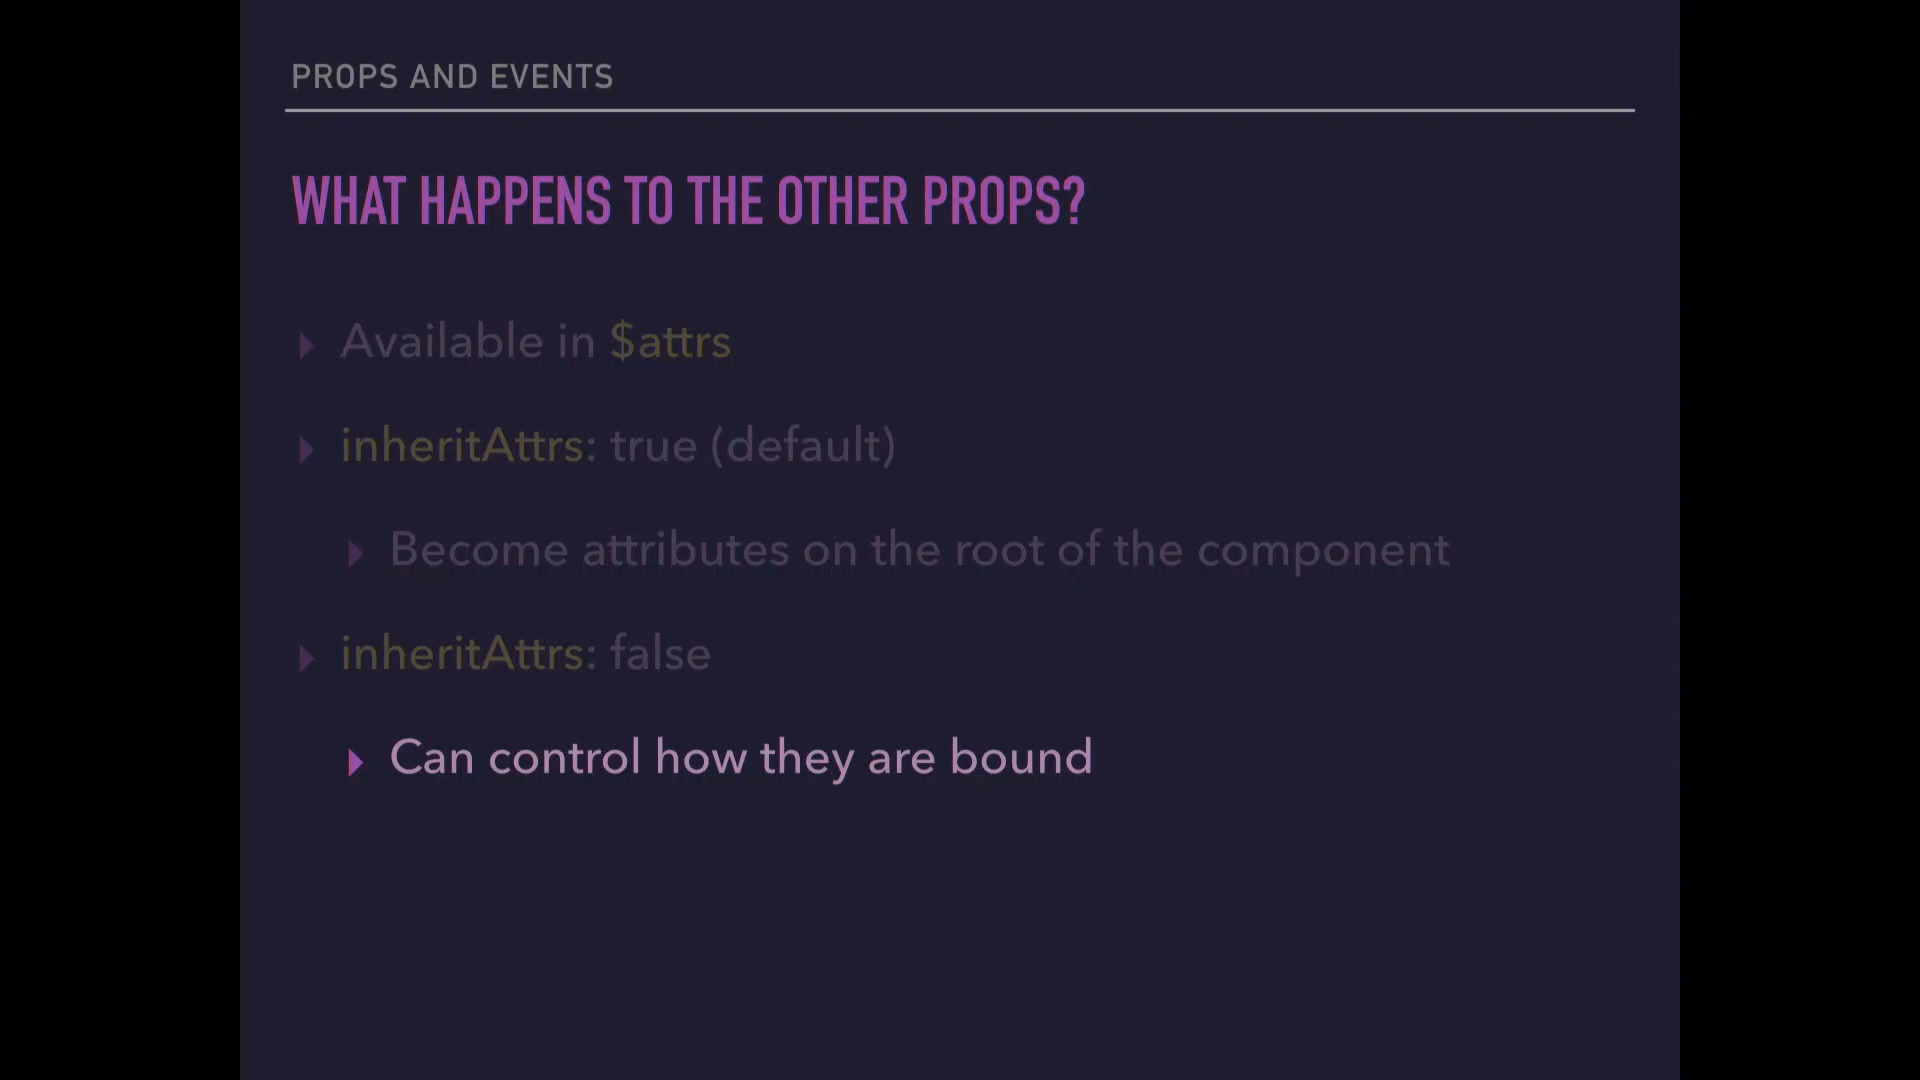 PROPS AND EVENTS
WHAT HAPPENS TO THE OTHER PROPS?
Available in $attrs
inheritAttrs: true (default)
Become attributes on the root of the component
inheritAttrs: false
Can control how they are bound